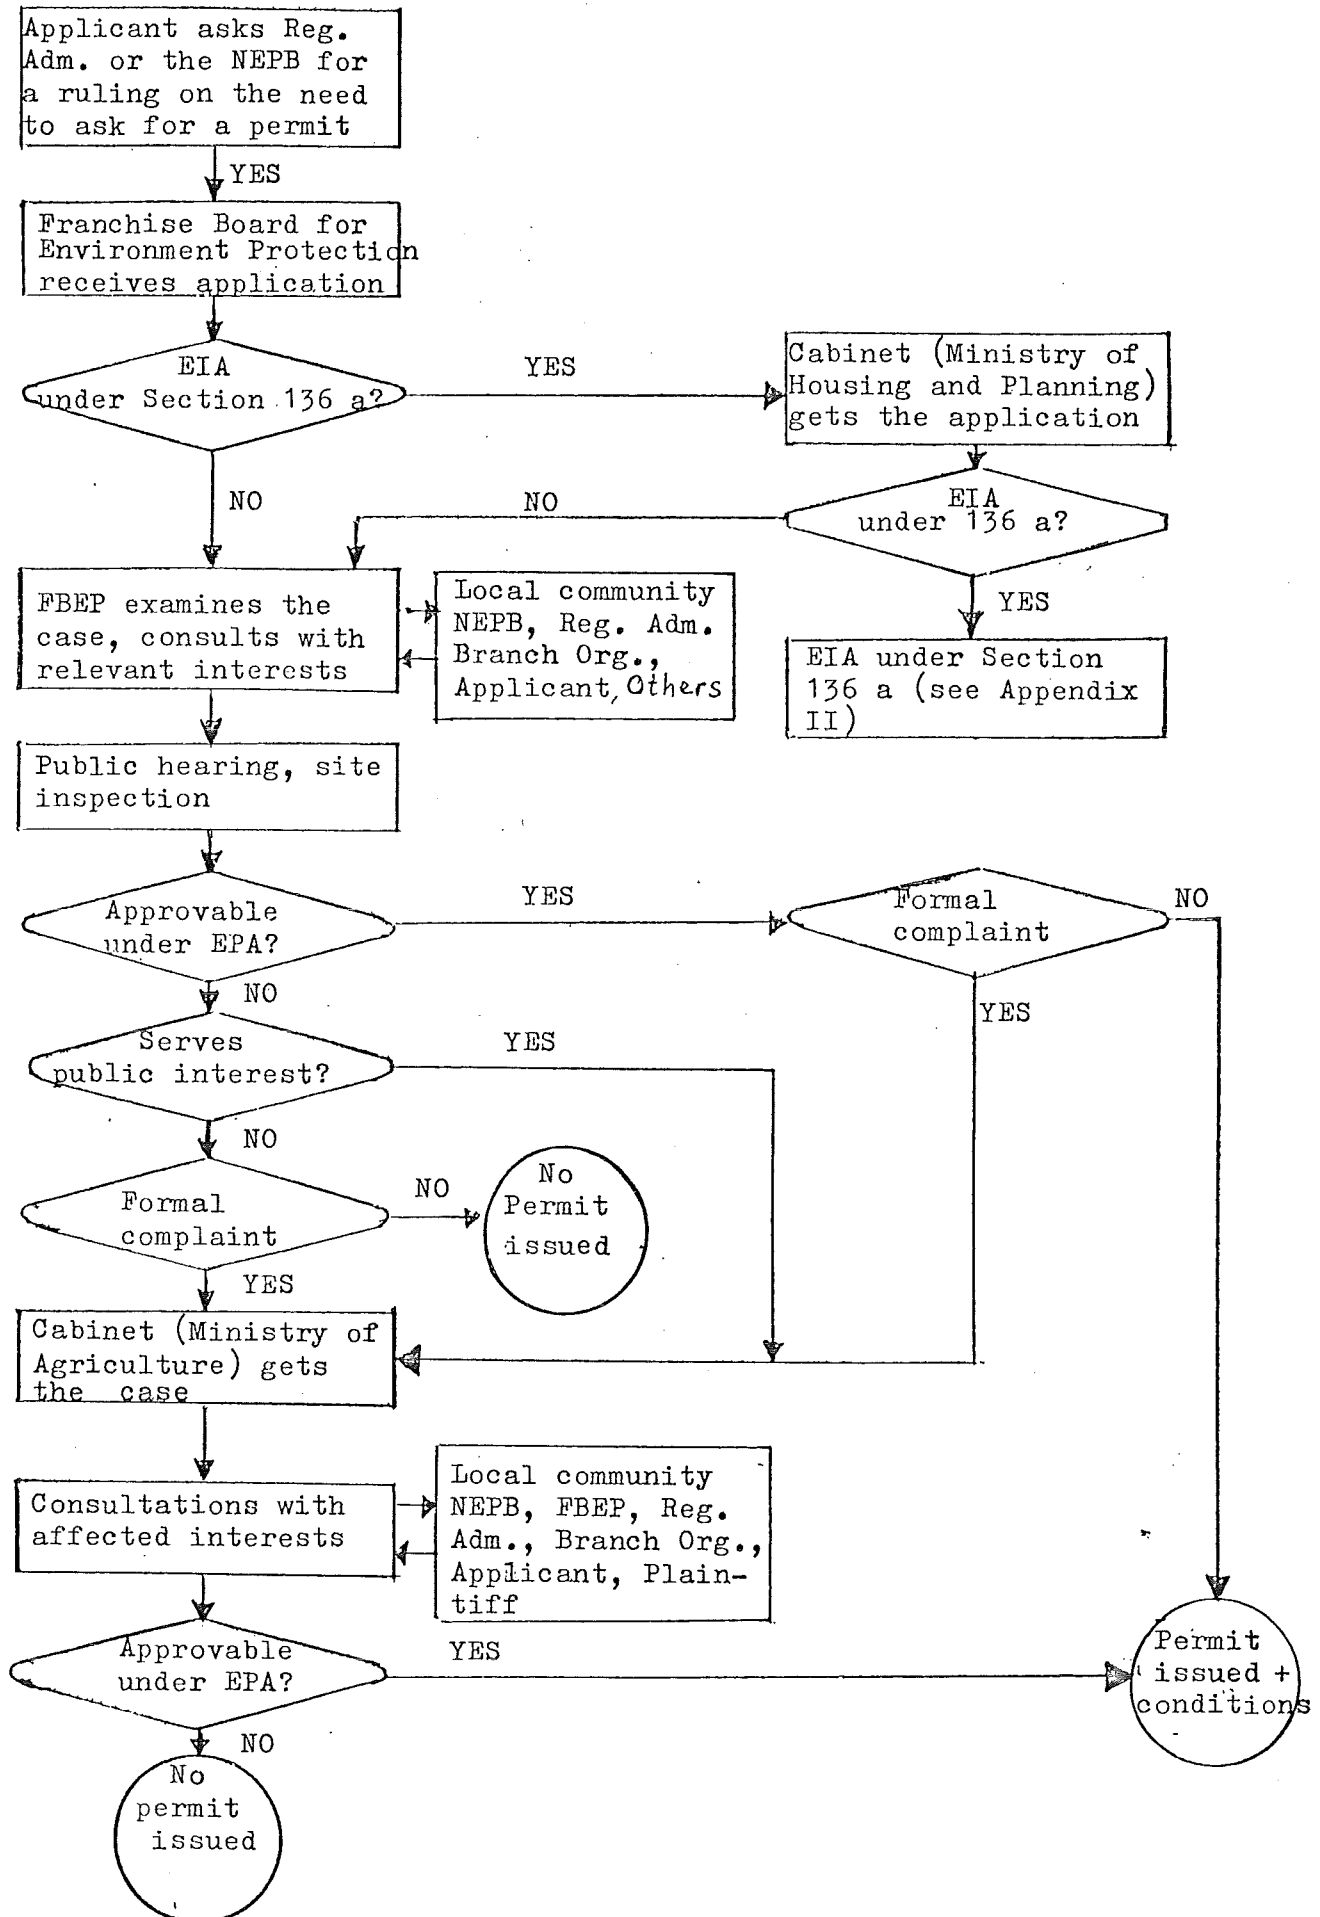 Applicant asks Reg.
Adm. or the NEPB for
a ruling on the need
to ask for a permit
YES
Franchise Board for
Environment Protection
receives application
EIA
under Section 136 a?
YES
Cabinet (Ministry of
Housing and Planning)
gets the application
NO
NO
EIA
under 136 a?
YES
FBEP examines the
case, consults with
relevant interests
Local community
NEPB, Reg. Adm.
Branch Org.,
Applicant, Others
EIA under Section
136 a (see Appendix
II)
Public hearing, site
inspection
Approvable
under EPA?
YES
Formal
complaint
NO
NO
YES
Serves
public interest?
YES
NO
Formal
complaint
NO
No
Permit
issued
YES
Cabinet (Ministry of
Agriculture) gets
the case
Consultations with
affected interests
Local community
NEPB, FBEP, Reg.
Adm., Branch Org.,
Applicant, Plain-
tiff
Approvable
under EPA?
YES
Permit
issued +
conditions
NO
No
permit
issued